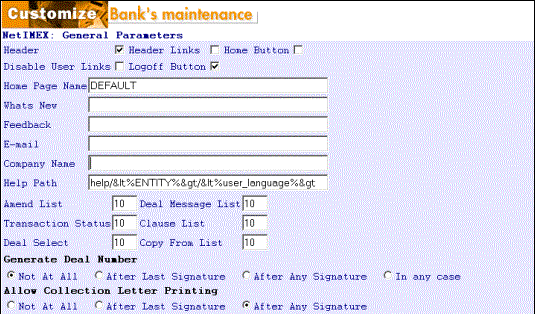 Customize Bank's maintenance
NetIMEX: General Parameters
Header Header Links Home Button
Disable User Links Logoff Button
Home Page Name DEFAULT
Whats New
Feedback
E-mail
Company Name
Help Path help/&lt%ENTITY%&gt/&lt%user_language%&gt
Amend List 10 Deal Message List 10
Transaction Status 10 Clause List 10
Deal Select 10 Copy From List 10
Generate Deal Number
Not At All After Last Signature After Any Signature In any case
Allow Collection Letter Printing
Not At All After Last Signature After Any Signature